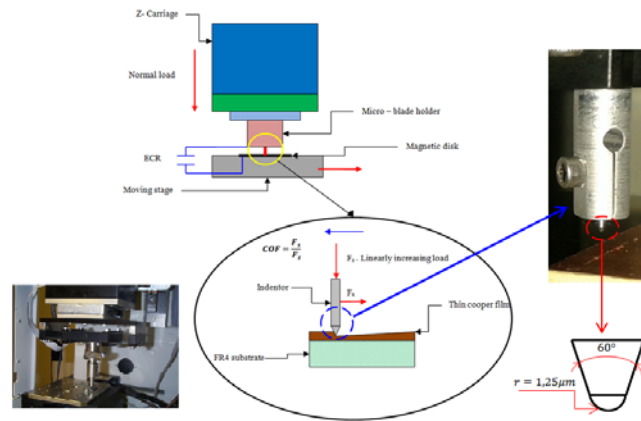 Z- Carriage
Normal load
Micro – blade holder
Magnetic disk
ECR
Moving stage
COF = Fx/Fz
Fz - Linearly increasing load
Indentor
Fx
Thin cooper film
FR4 substrate
60°
r = 1,25μm